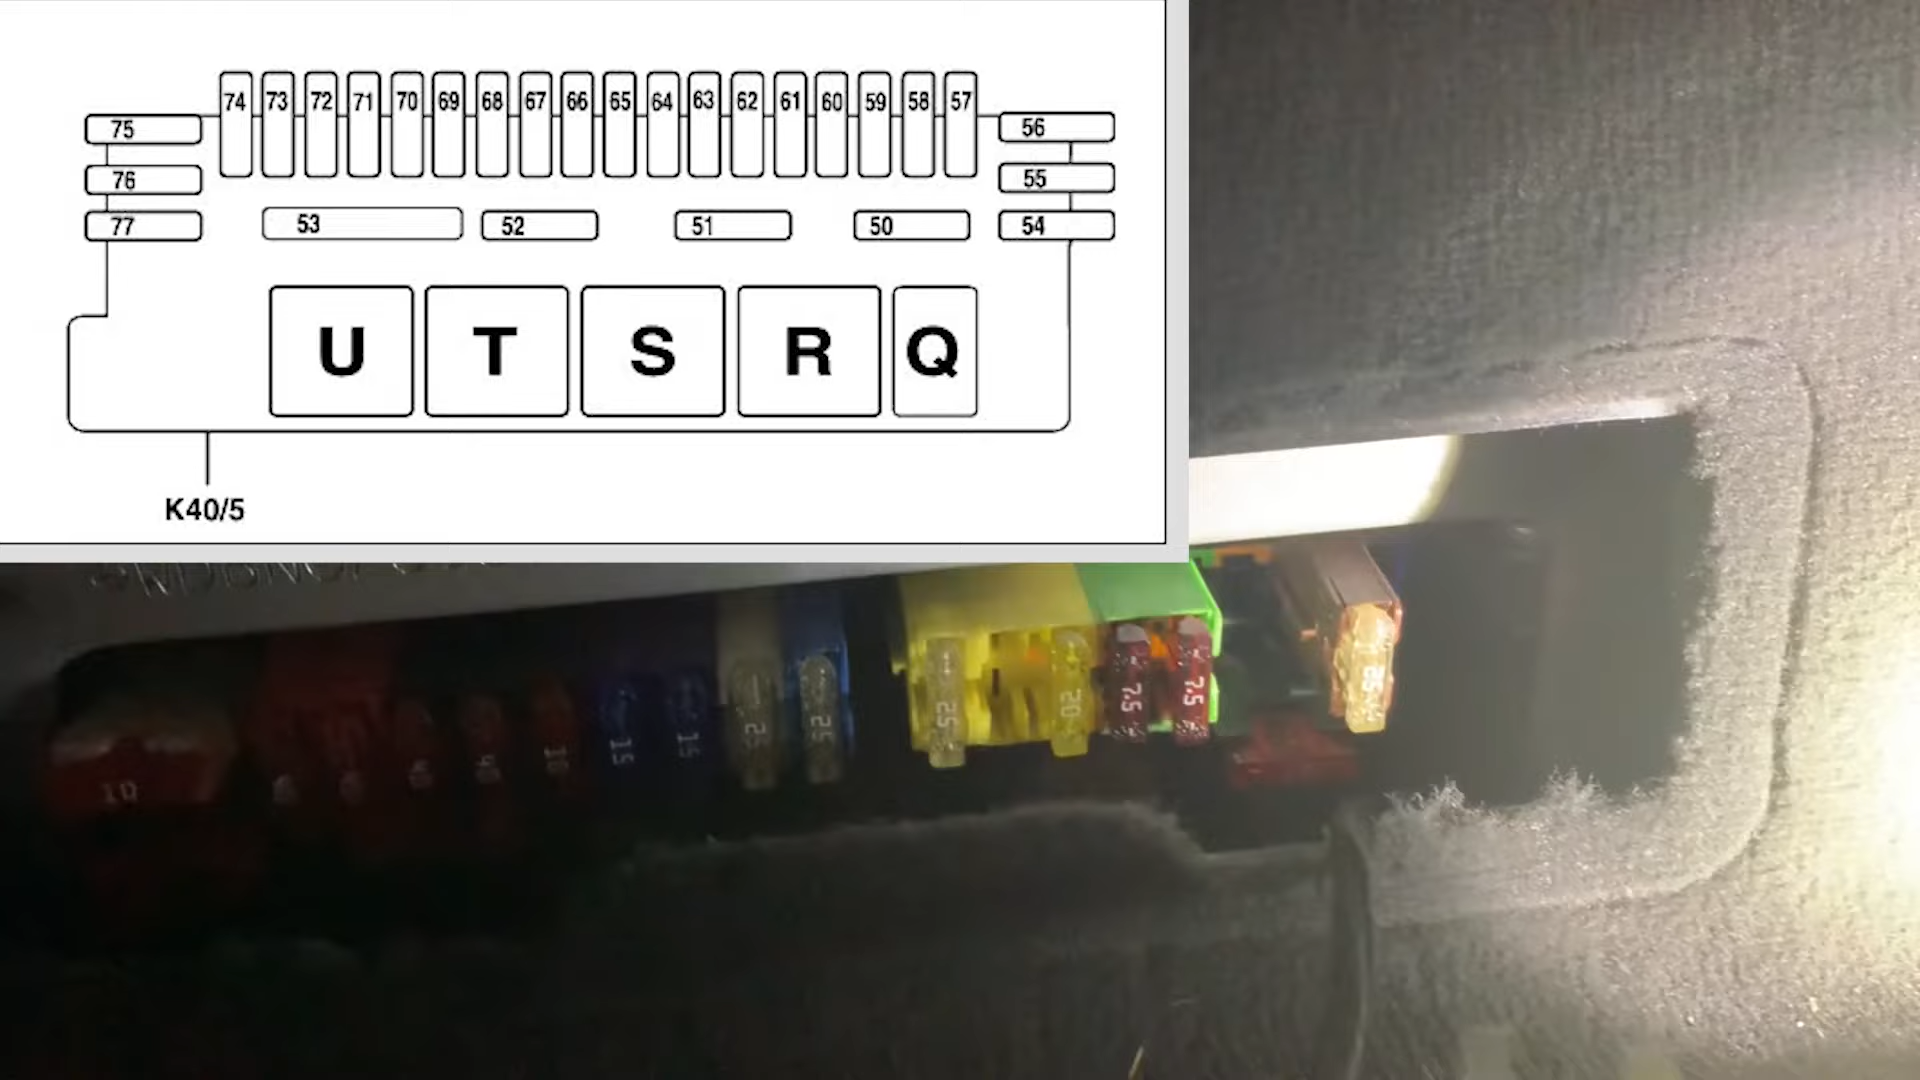 74 73 72 71 70 69 68 67 66 65 64 63 62 61 60 59 58 57
75 56
76 55
77 53 52 51 50 54
U T S R Q
K40/5
25 20 7.5 7.5
10 10 15 15 25 25